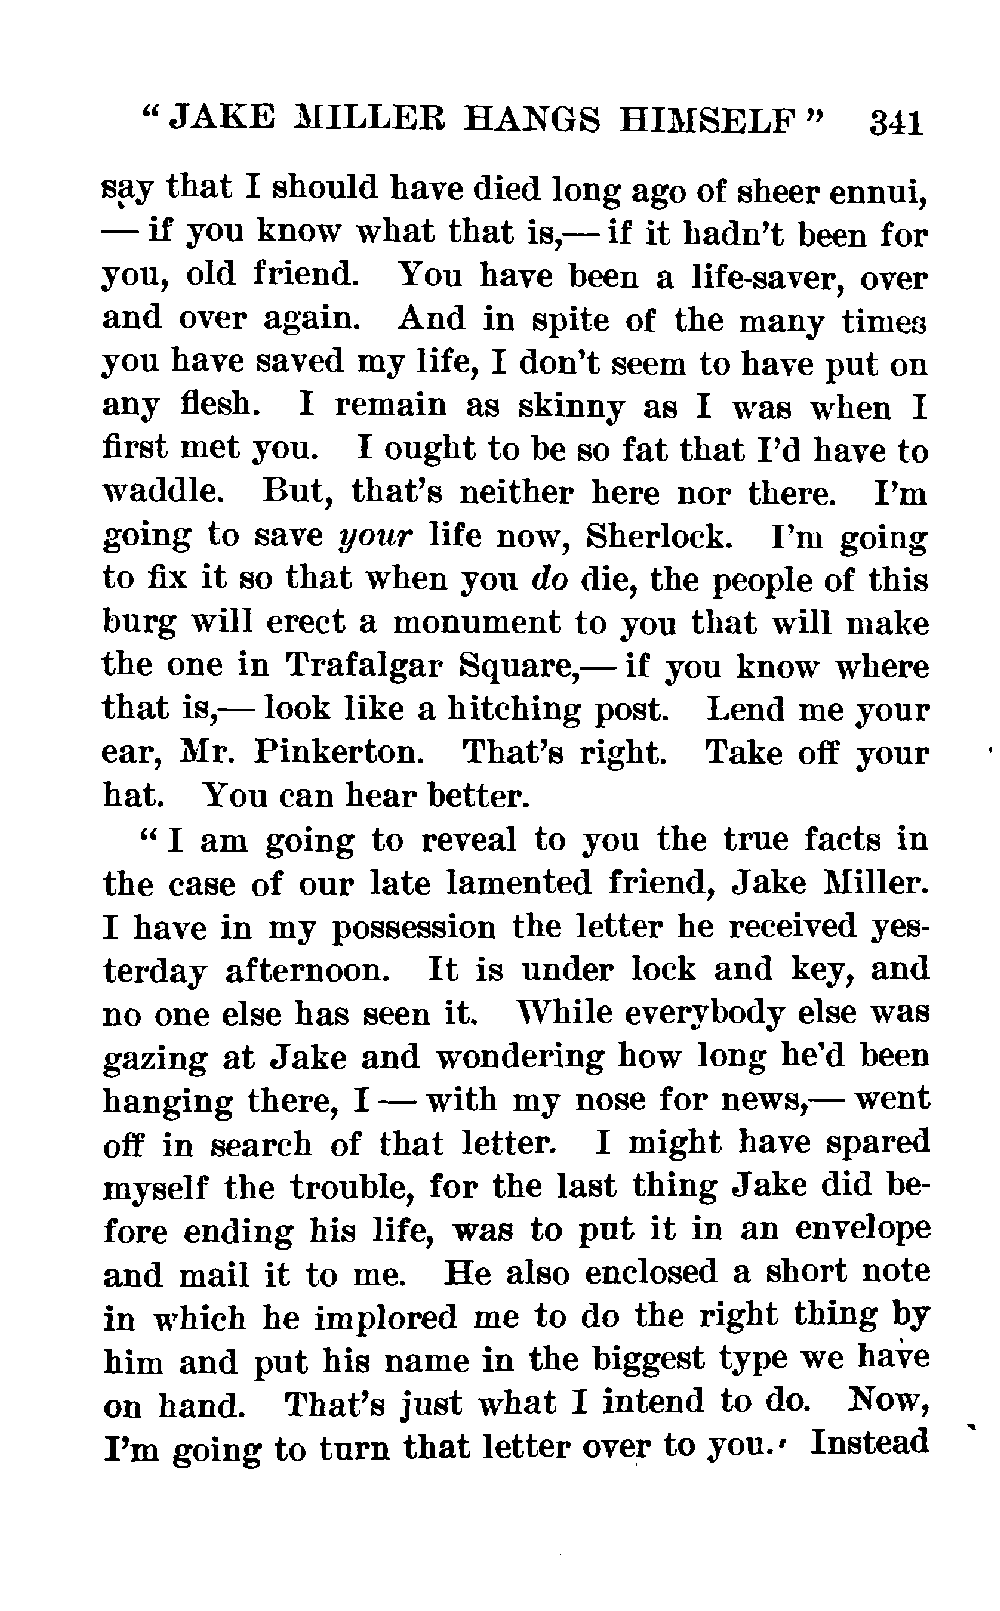 "JAKE MILLER HANGS HIMSELF" 341
say that I should have died long ago of sheer ennui,
— if you know what that is,— if it hadn't been for
you, old friend. You have been a life-saver, over
and over again. And in spite of the many times
you have saved my life, I don't seem to have put on
any flesh. I remain as skinny as I was when I
first met you. I ought to be so fat that I'd have to
waddle. But, that's neither here nor there. I'm
going to save your life now, Sherlock. I'm going
to fix it so that when you do die, the people of this
burg will erect a monument to you that will make
the one in Trafalgar Square,— if you know where
that is,— look like a hitching post. Lend me your
ear, Mr. Pinkerton. That's right. Take off your
hat. You can hear better.
"I am going to reveal to you the true facts in
the case of our late lamented friend, Jake Miller.
I have in my possession the letter he received yes-
terday afternoon. It is under lock and key, and
no one else has seen it. While everybody else was
gazing at Jake and wondering how long he'd been
hanging there, I — with my nose for news,— went
off in search of that letter. I might have spared
myself the trouble, for the last thing Jake did be-
fore ending his life, was to put it in an envelope
and mail it to me. He also enclosed a short note
in which he implored me to do the right thing by
him and put his name in the biggest type we have
on hand. That's just what I intend to do. Now,
I'm going to turn that letter over to you. Instead